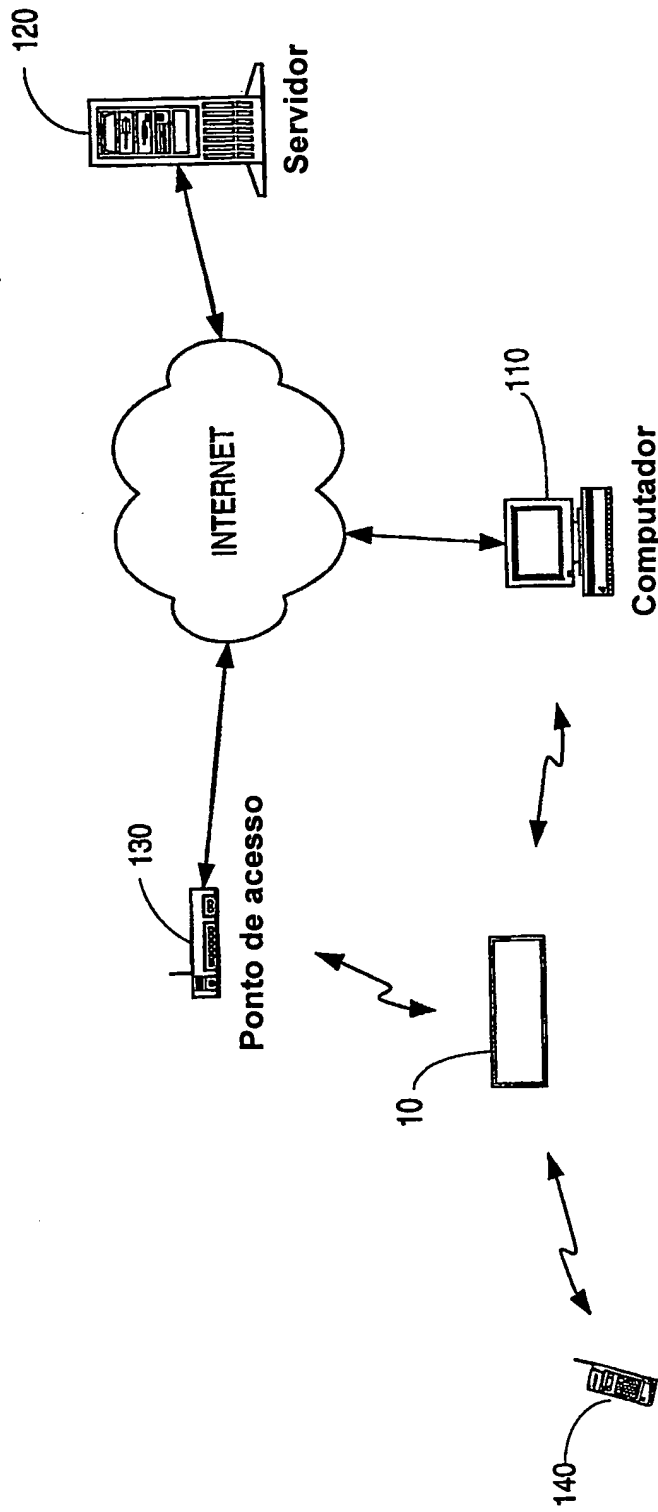 120
Servidor
INTERNET
110
Computador
130
Ponto de acesso
10
140